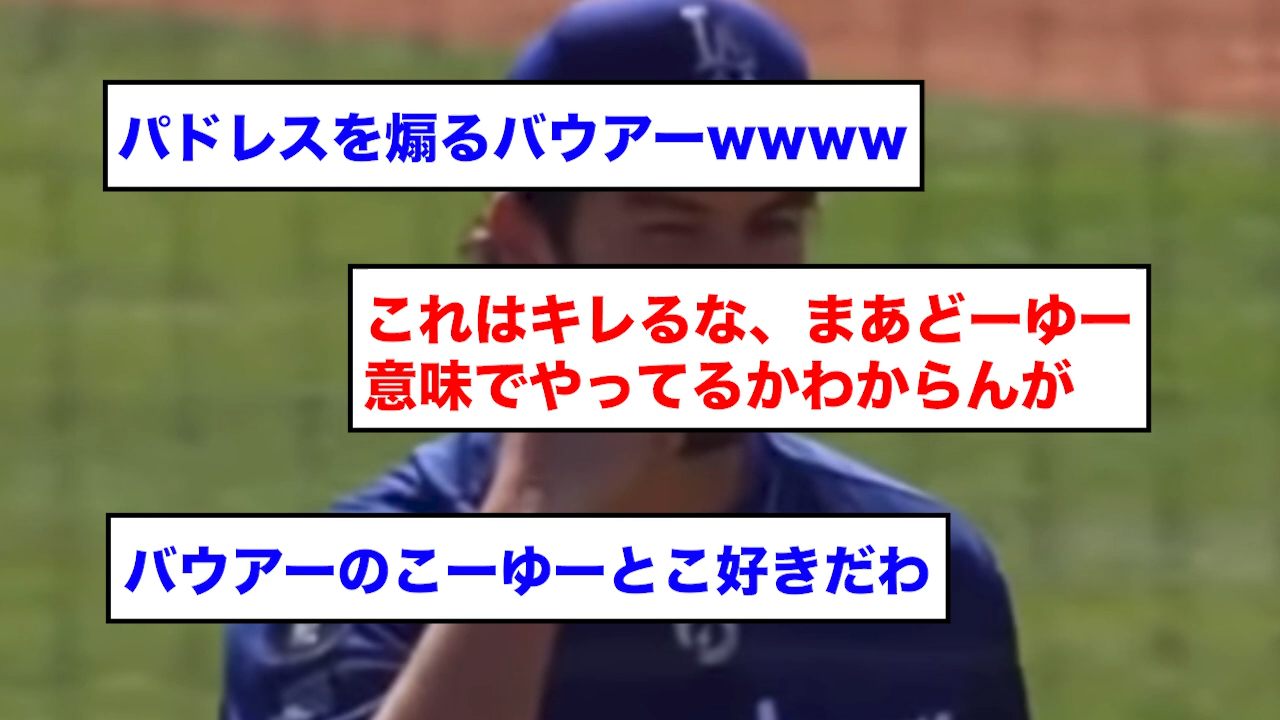 LA
パドレスを煽るバウアーwwww
これはキレるな、まあどーゆー
意味でやってるかわからんが
バウアーのこーゆーとこ好きだわ